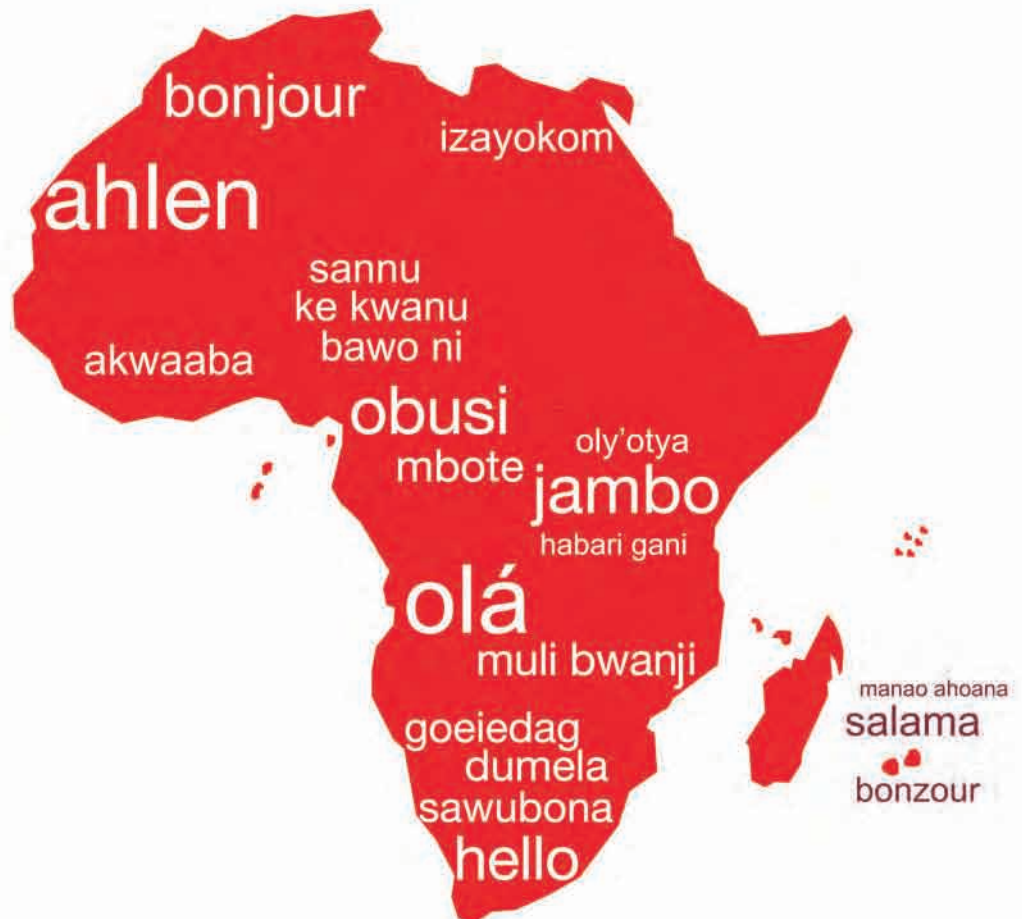 bonjour
izayokom
ahlen
sannu
ke kwanu
bawo ni
akwaaba
obusi
oly'otya
mbote
jambo
habari gani
olá
muli bwanji
manao ahoana
salama
goeiedag
dumela
bonzour
sawubona
hello